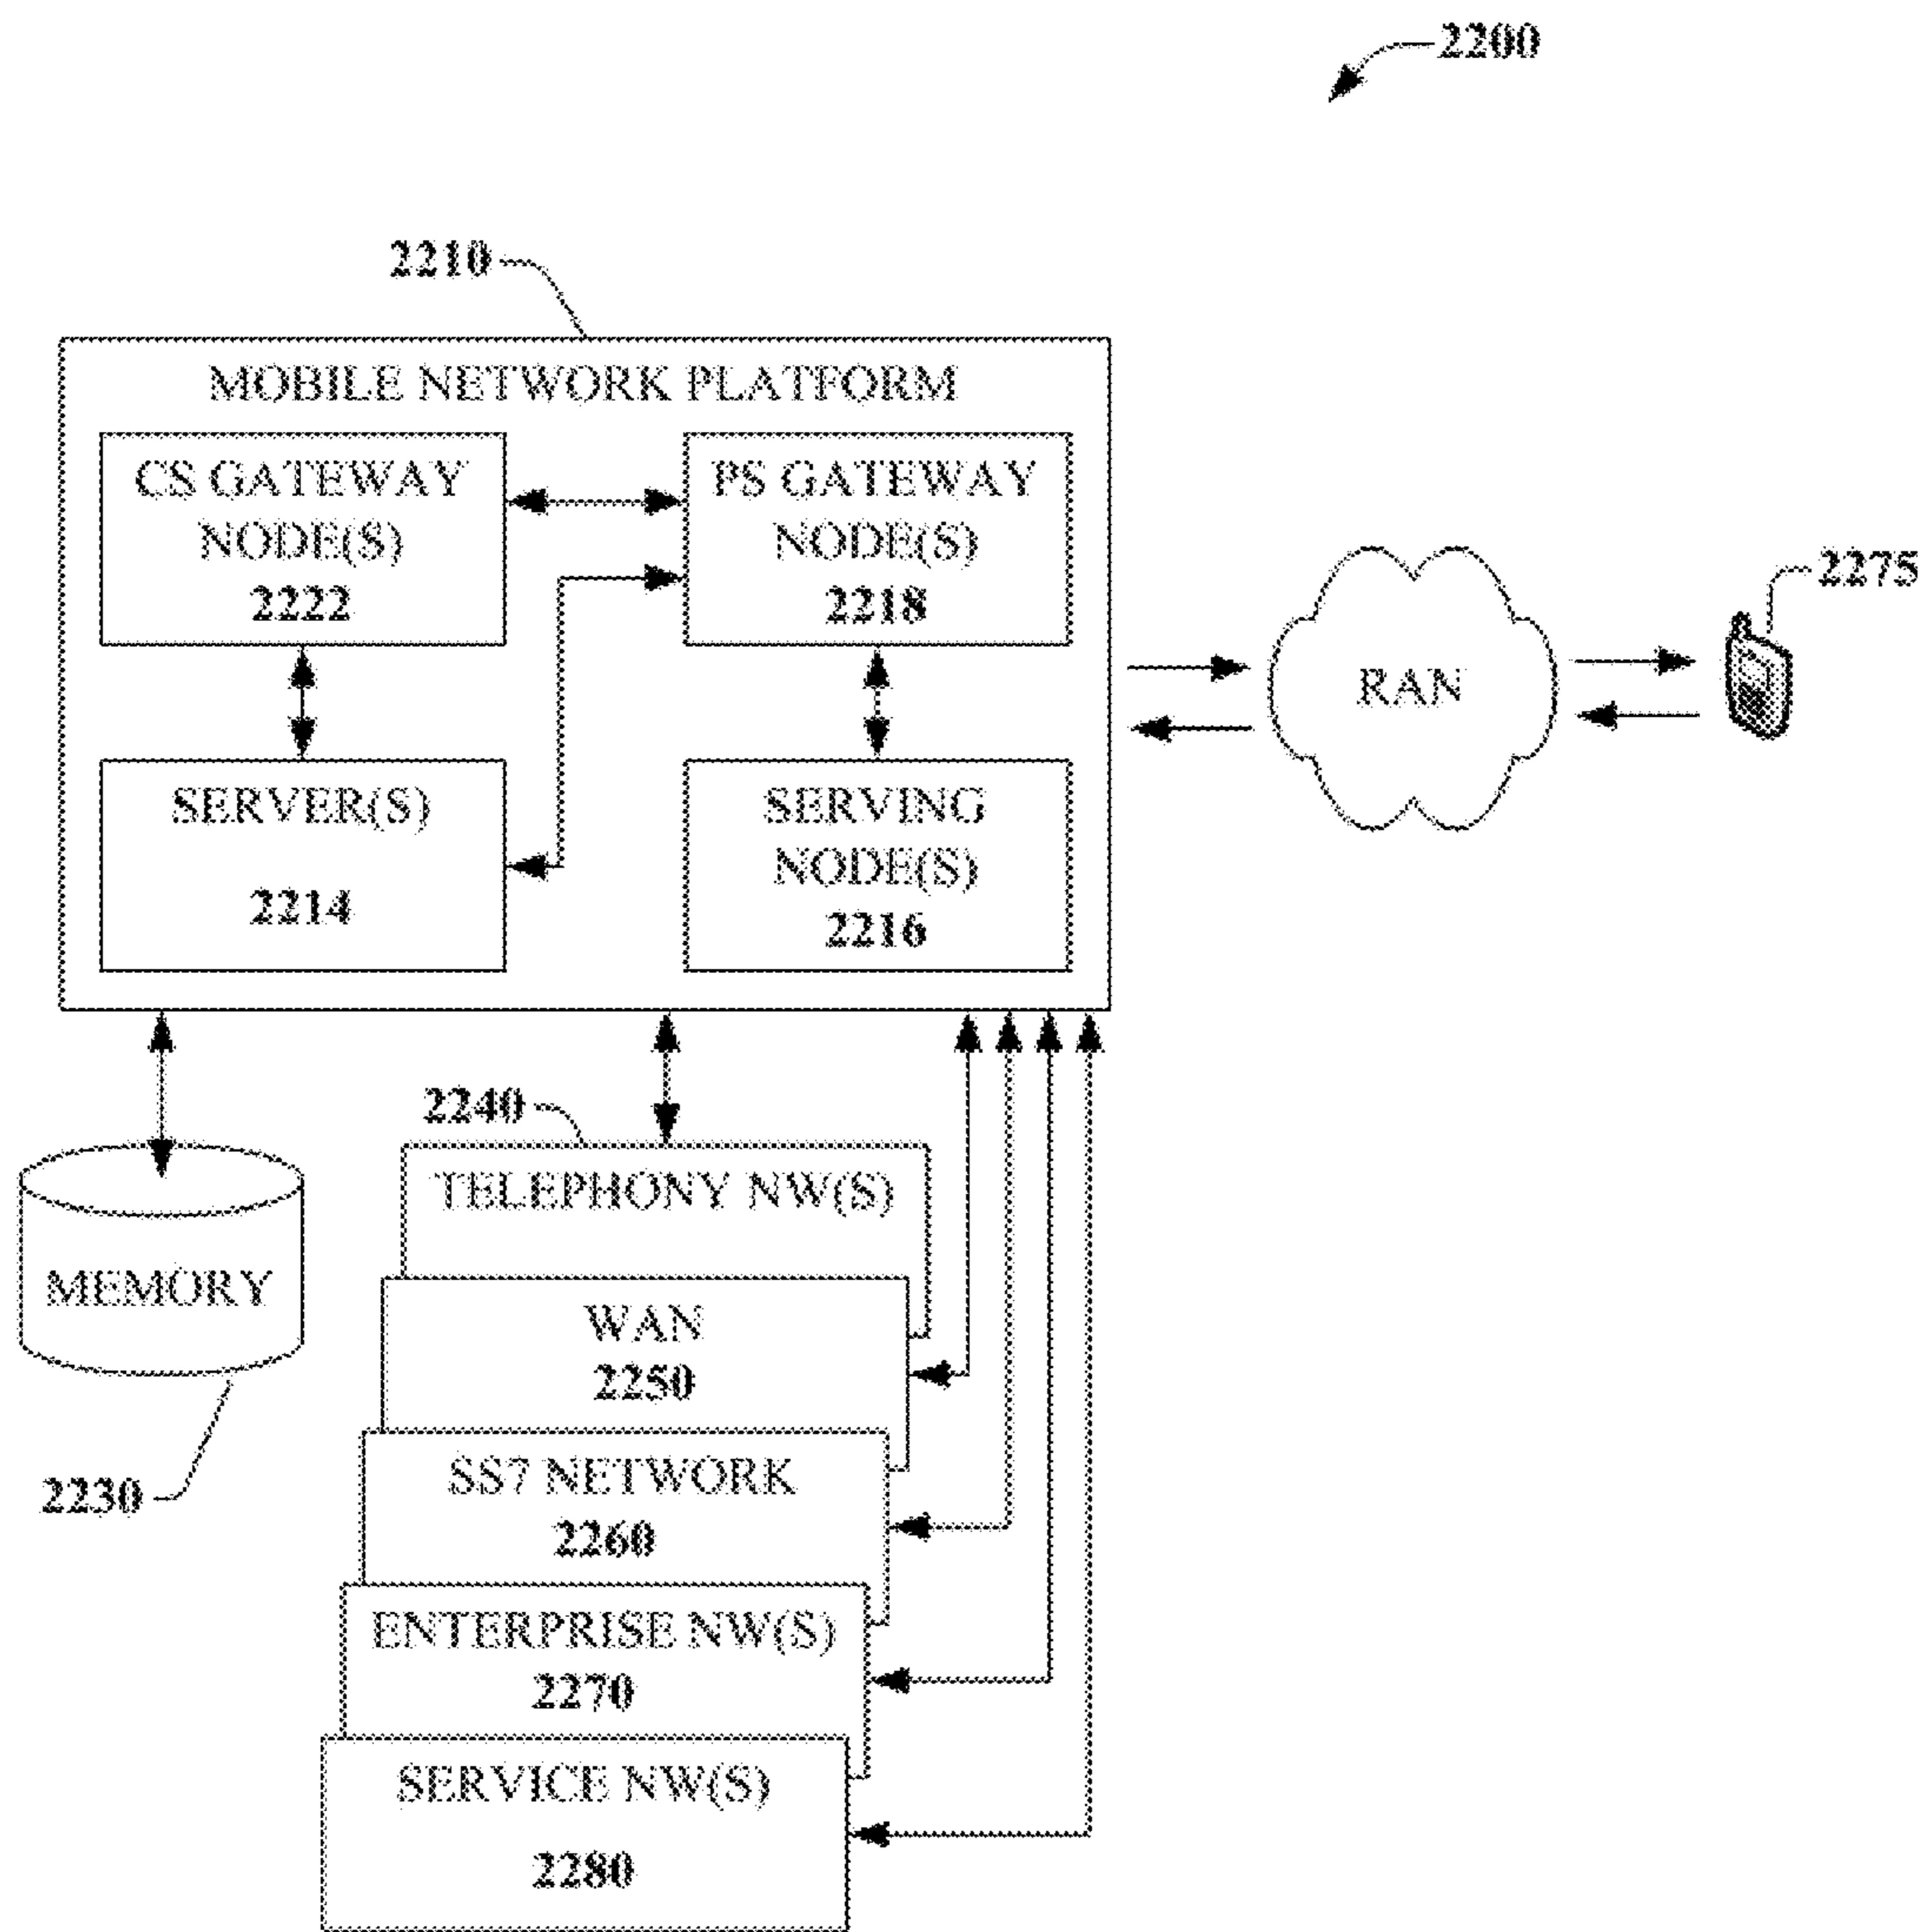 2200
2210
MOBILE NETWORK PLATFORM
CS GATEWAY
NODE(S)
2222
PS GATEWAY
NODE(S)
2218
SERVER(S)
2214
SERVING
NODE(S)
2216
RAN
2275
2240
TELEPHONY NW(S)
MEMORY
2230
WAN
2250
SS7 NETWORK
2260
ENTERPRISE NW(S)
2270
SERVICE NW(S)
2280